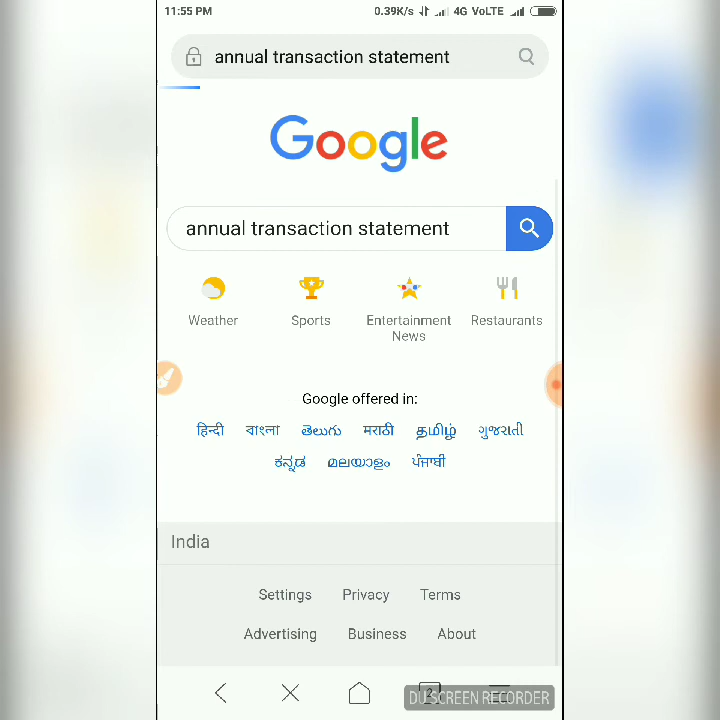 11:55 PM 0.39K/s 4G VoLTE
annual transaction statement
Google
annual transaction statement
Weather Sports Entertainment News Restaurants
Google offered in:
हिन्दी বাংলা తెలుగు मराठी தமிழ் ગુજરાતી
ಕನ್ನಡ മലയാളം ਪੰਜਾਬੀ
India
Settings Privacy Terms
Advertising Business About
2
DU SCREEN RECORDER